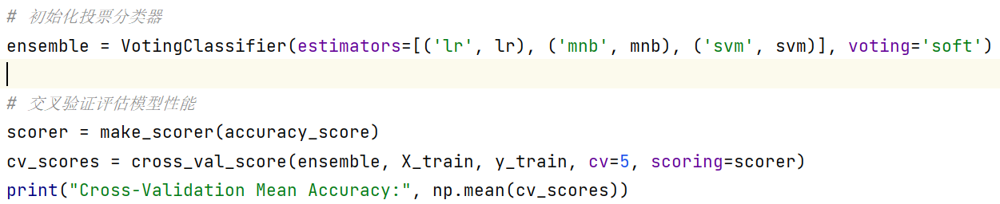 # 初始化投票分类器
ensemble = VotingClassifier(estimators=[('lr', lr), ('mnb', mnb), ('svm', svm)], voting='soft')
# 交叉验证评估模型性能
scorer = make_scorer(accuracy_score)
cv_scores = cross_val_score(ensemble, X_train, y_train, cv=5, scoring=scorer)
print("Cross-Validation Mean Accuracy:", np.mean(cv_scores))